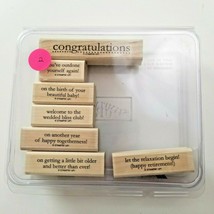 2
congratulations
you've outdone
yourself again!
on the birth of your
beautiful baby!
welcome to the
wedded bliss club!
on another year
of happy togetherness!
on getting a little bit older
and better than ever!
let the relaxation begin!
(happy retirement!)